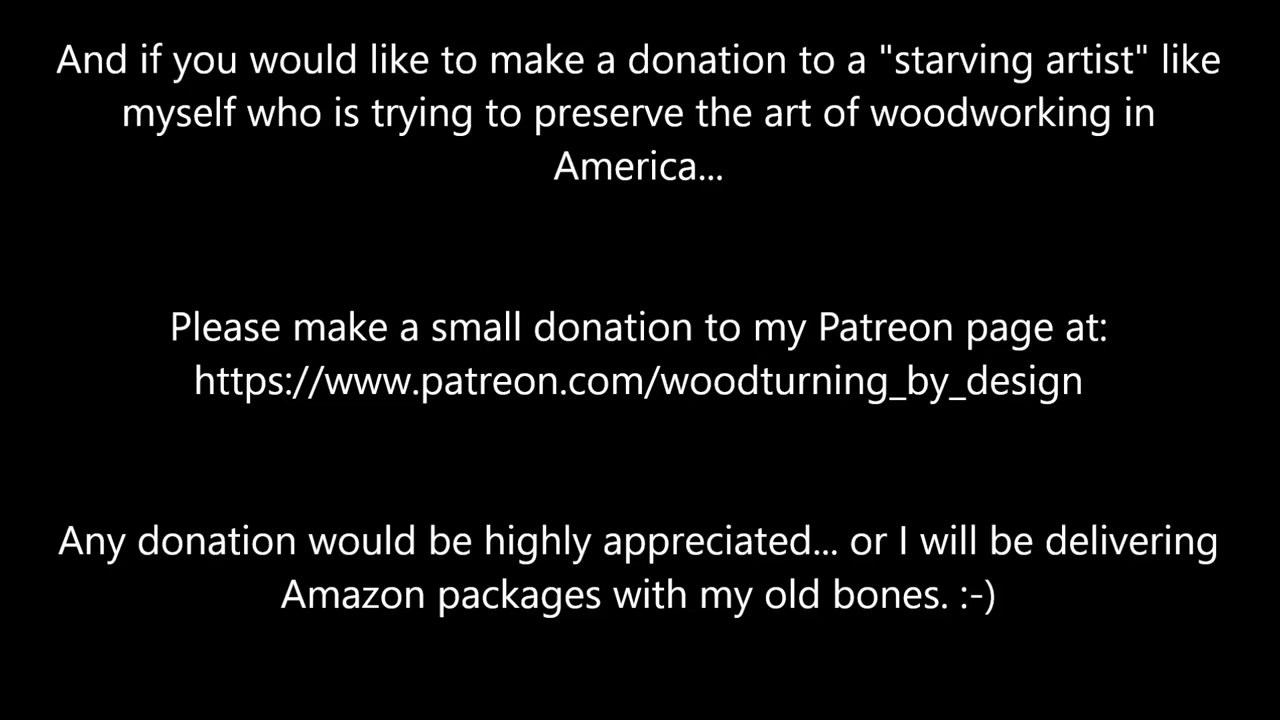 And if you would like to make a donation to a "starving artist" like
myself who is trying to preserve the art of woodworking in
America...
Please make a small donation to my Patreon page at:
https://www.patreon.com/woodturning_by_design
Any donation would be highly appreciated... or I will be delivering
Amazon packages with my old bones. :-)